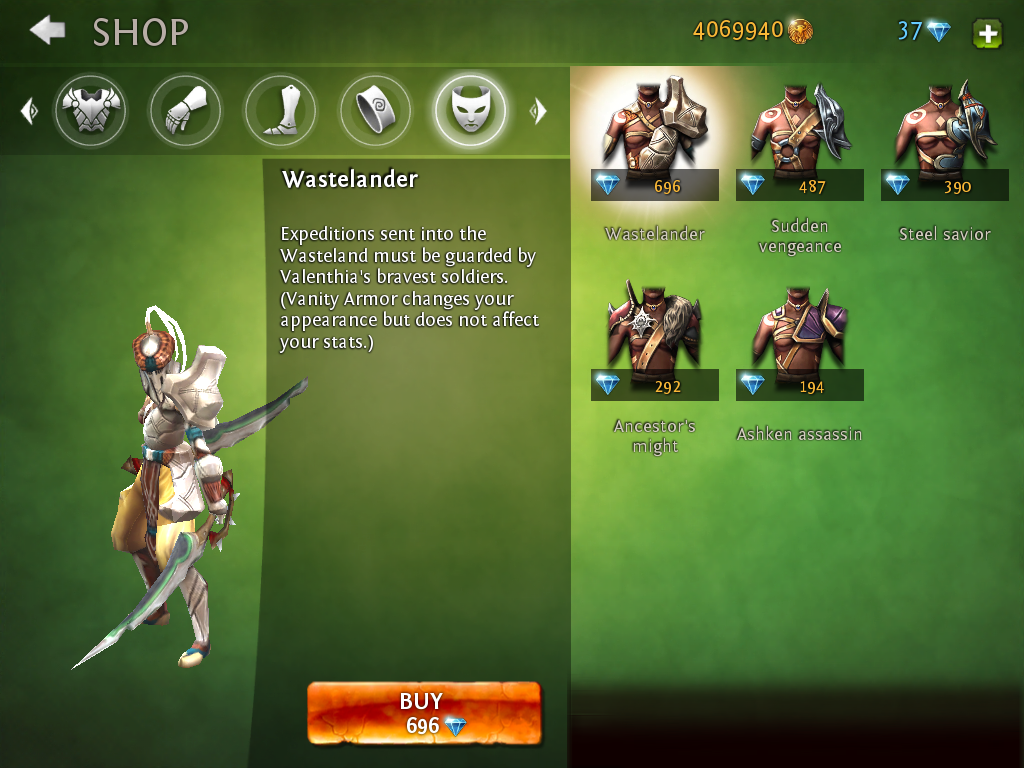 SHOP
4069940
37
Wastelander
Expeditions sent into the
Wasteland must be guarded by
Valenthia's bravest soldiers.
(Vanity Armor changes your
appearance but does not affect
your stats.)
BUY
696
696
487
390
Wastelander
Sudden
vengeance
Steel savior
292
194
Ancestor's
might
Ashken assassin